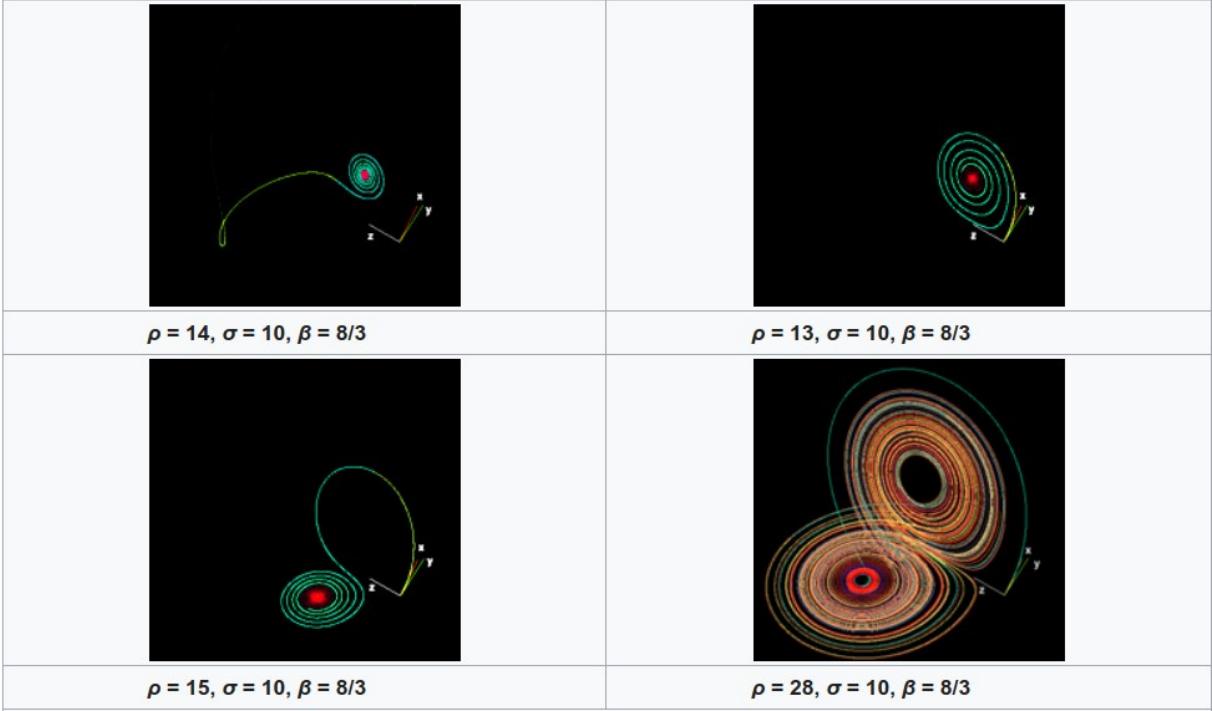 x
y
z
x
y
z
ρ = 14, σ = 10, β = 8/3
ρ = 13, σ = 10, β = 8/3
x
y
z
x
y
z
ρ = 15, σ = 10, β = 8/3
ρ = 28, σ = 10, β = 8/3